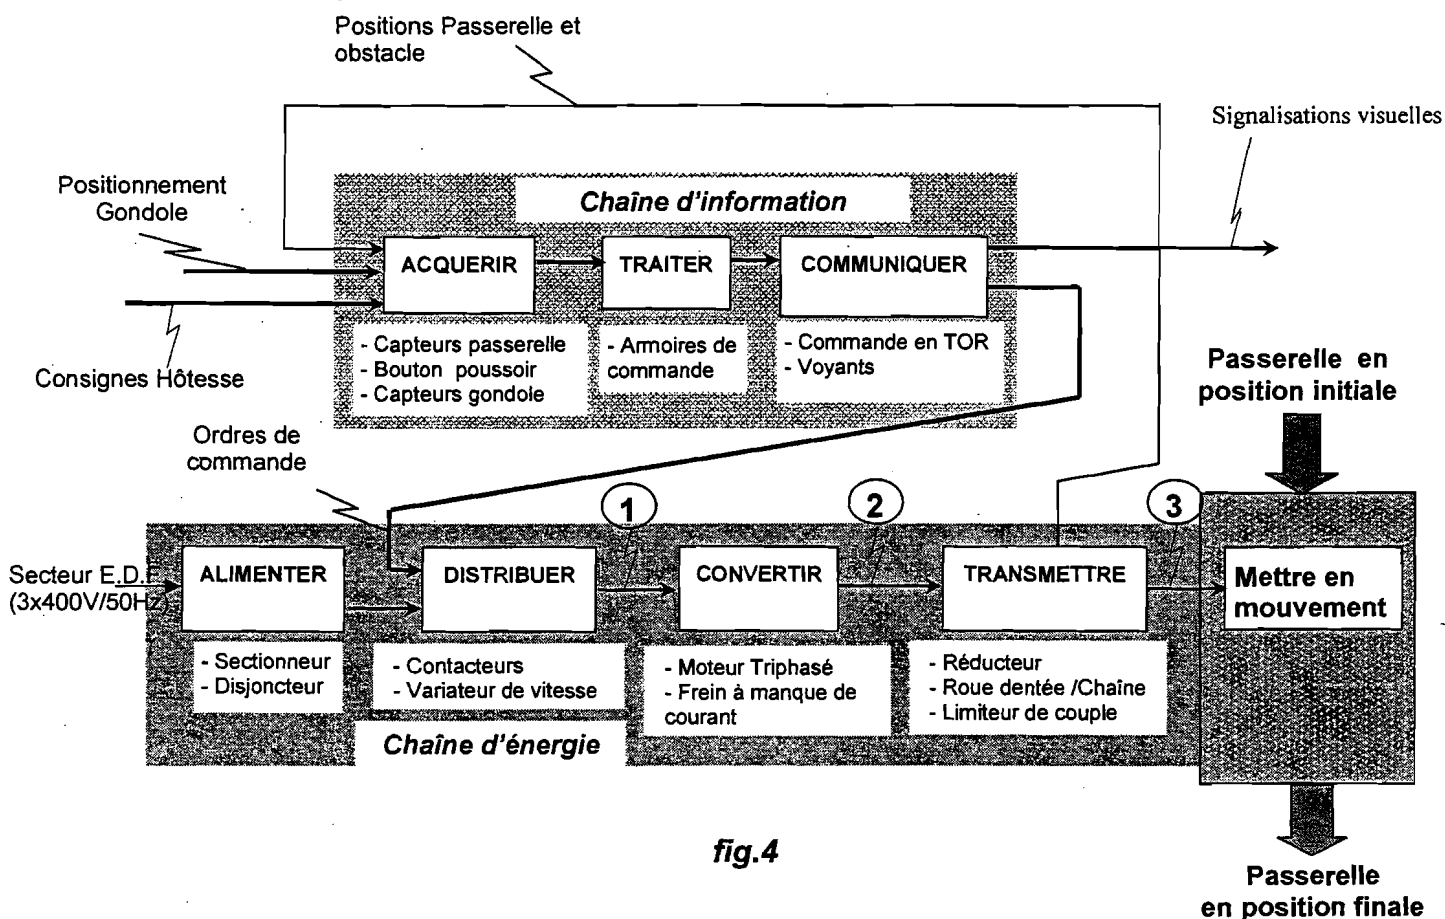 Positions Passerelle et
obstacle
Signalisations visuelles
Positionnement
Gondole
Chaîne d'information
ACQUERIR
TRAITER
COMMUNIQUER
- Capteurs passerelle
- Bouton poussoir
- Capteurs gondole
- Armoires de
commande
- Commande en TOR
- Voyants
Consignes Hôtesse
Passerelle en
position initiale
Ordres de
commande
1
2
3
Secteur E.D.F
(3x400V/50Hz)
ALIMENTER
DISTRIBUER
CONVERTIR
TRANSMETTRE
Mettre en
mouvement
- Sectionneur
- Disjoncteur
- Contacteurs
- Variateur de vitesse
- Moteur Triphasé
- Frein à manque de
courant
- Réducteur
- Roue dentée /Chaîne
- Limiteur de couple
Chaîne d'énergie
fig.4
Passerelle
en position finale